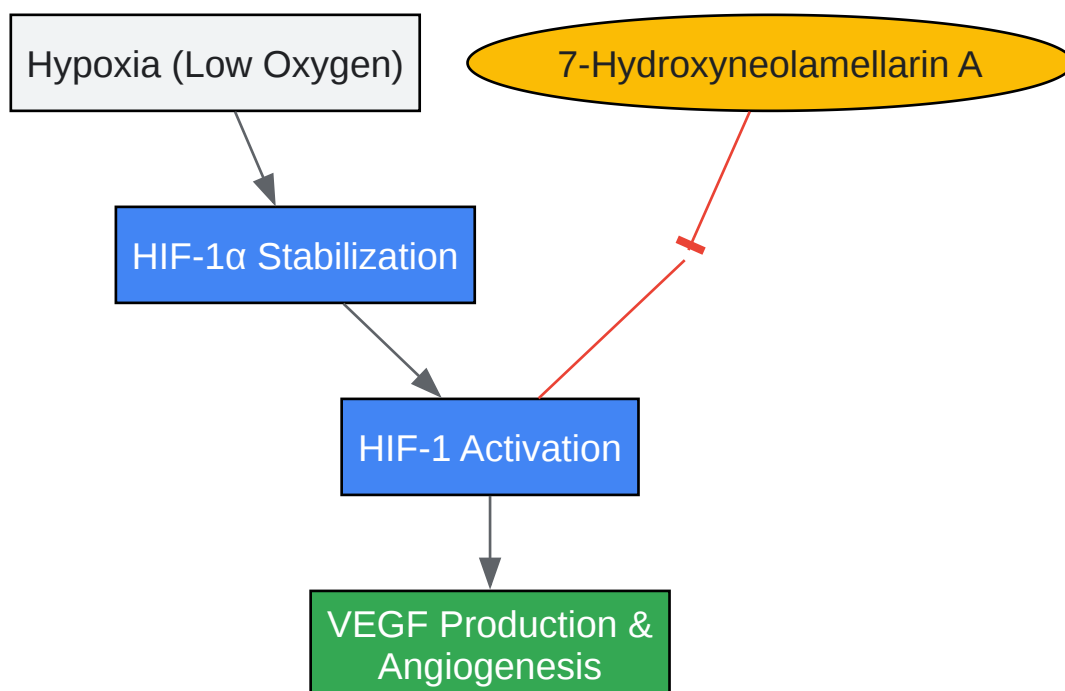 Hypoxia (Low Oxygen)
7-Hydroxyneolamellarin A
HIF-1α Stabilization
HIF-1 Activation
VEGF Production &
Angiogenesis